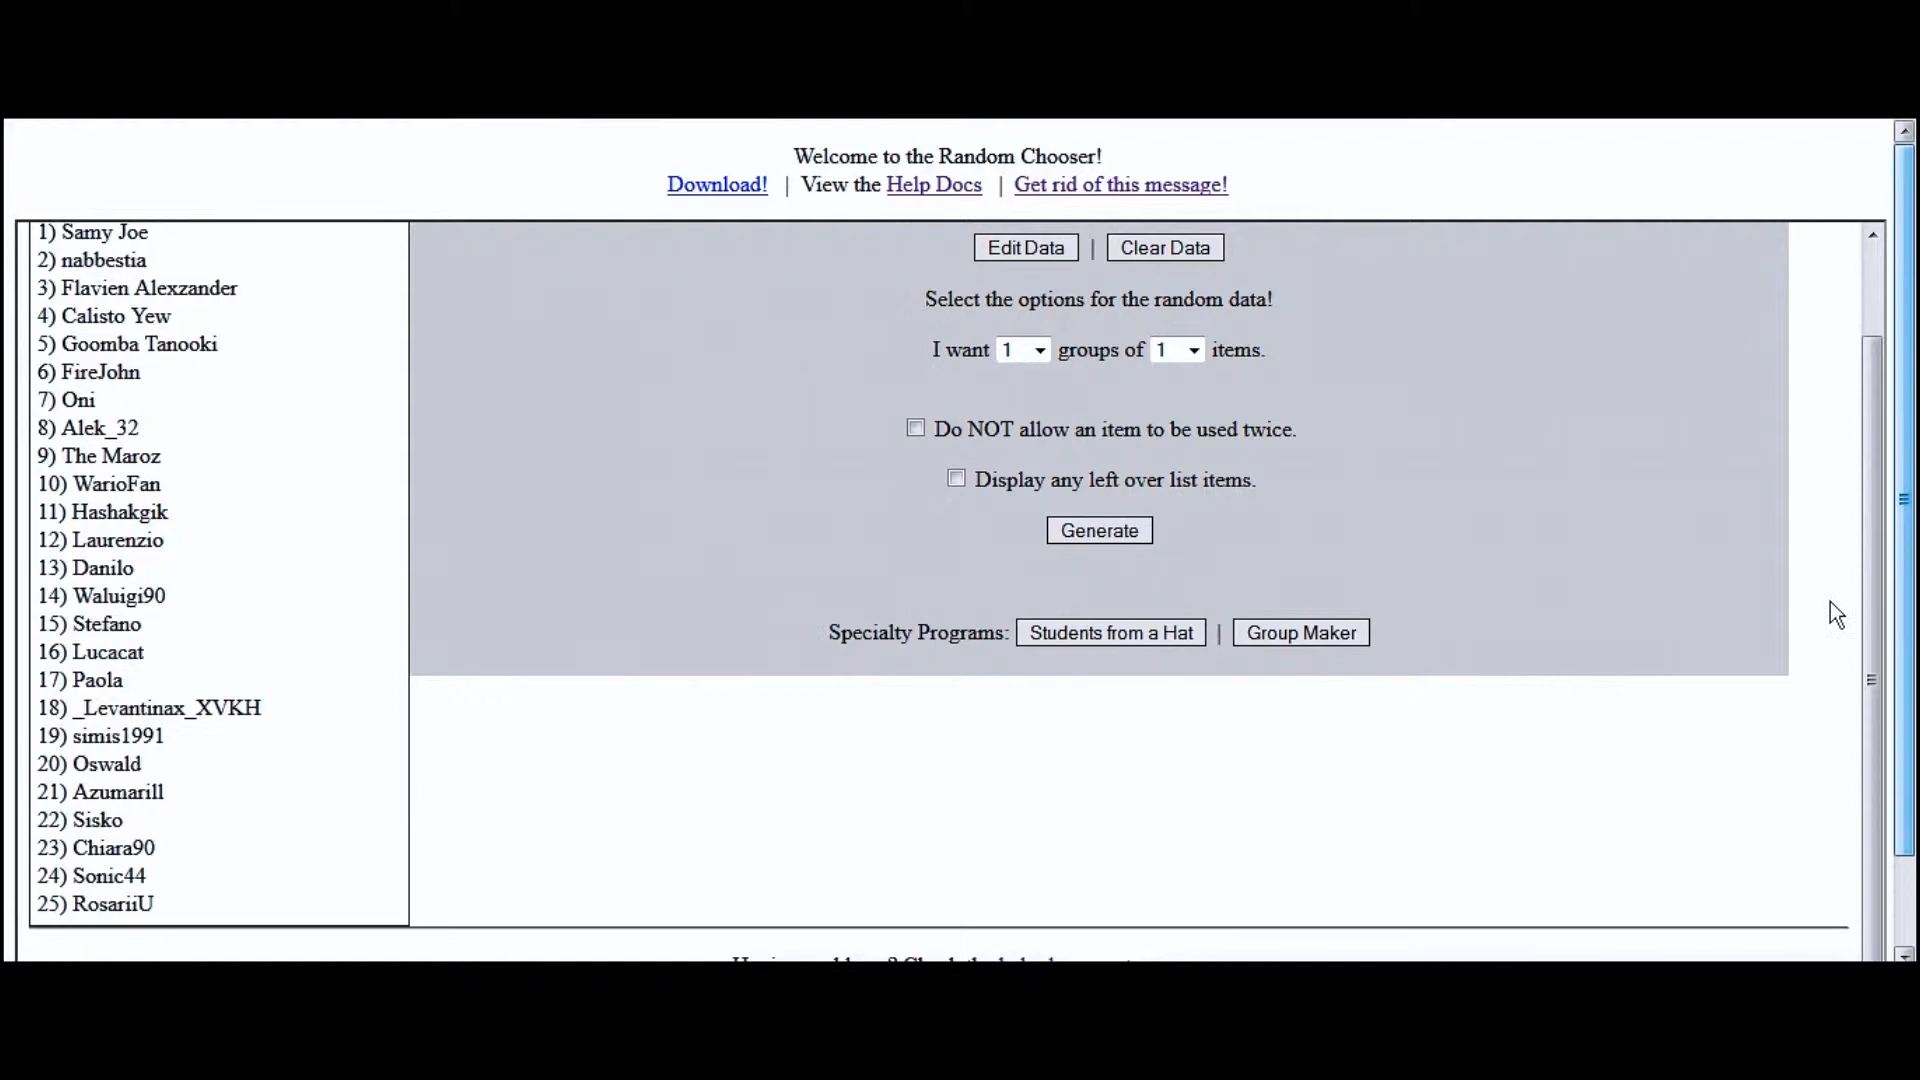 Welcome to the Random Chooser!
Download! | View the Help Docs | Get rid of this message!
1) Samy Joe
2) nabbestia
3) Flavien Alexzander
4) Calisto Yew
5) Goomba Tanooki
6) FireJohn
7) Oni
8) Alek_32
9) The Maroz
10) WarioFan
11) Hashakgik
12) Laurenzio
13) Danilo
14) Waluigi90
15) Stefano
16) Lucacat
17) Paola
18) _Levantinax_XVKH
19) simis1991
20) Oswald
21) Azumarill
22) Sisko
23) Chiara90
24) Sonic44
25) RosariiU
Edit Data | Clear Data
Select the options for the random data!
I want 1 groups of 1 items.
Do NOT allow an item to be used twice.
Display any left over list items.
Generate
Specialty Programs: Students from a Hat | Group Maker